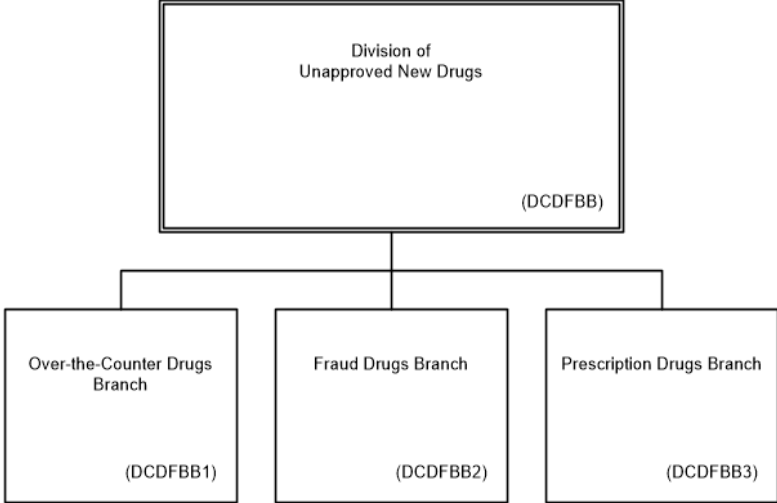 Division of
Unapproved New Drugs
(DCDFBB)
Over-the-Counter Drugs
Branch
(DCDFBB1)
Fraud Drugs Branch
(DCDFBB2)
Prescription Drugs Branch
(DCDFBB3)